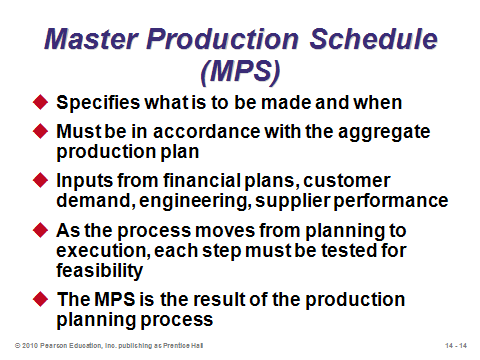 Master Production Schedule
(MPS)
Specifies what is to be made and when
Must be in accordance with the aggregate
production plan
Inputs from financial plans, customer
demand, engineering, supplier performance
As the process moves from planning to
execution, each step must be tested for
feasibility
The MPS is the result of the production
planning process
© 2010 Pearson Education, Inc. publishing as Prentice Hall
14 - 14